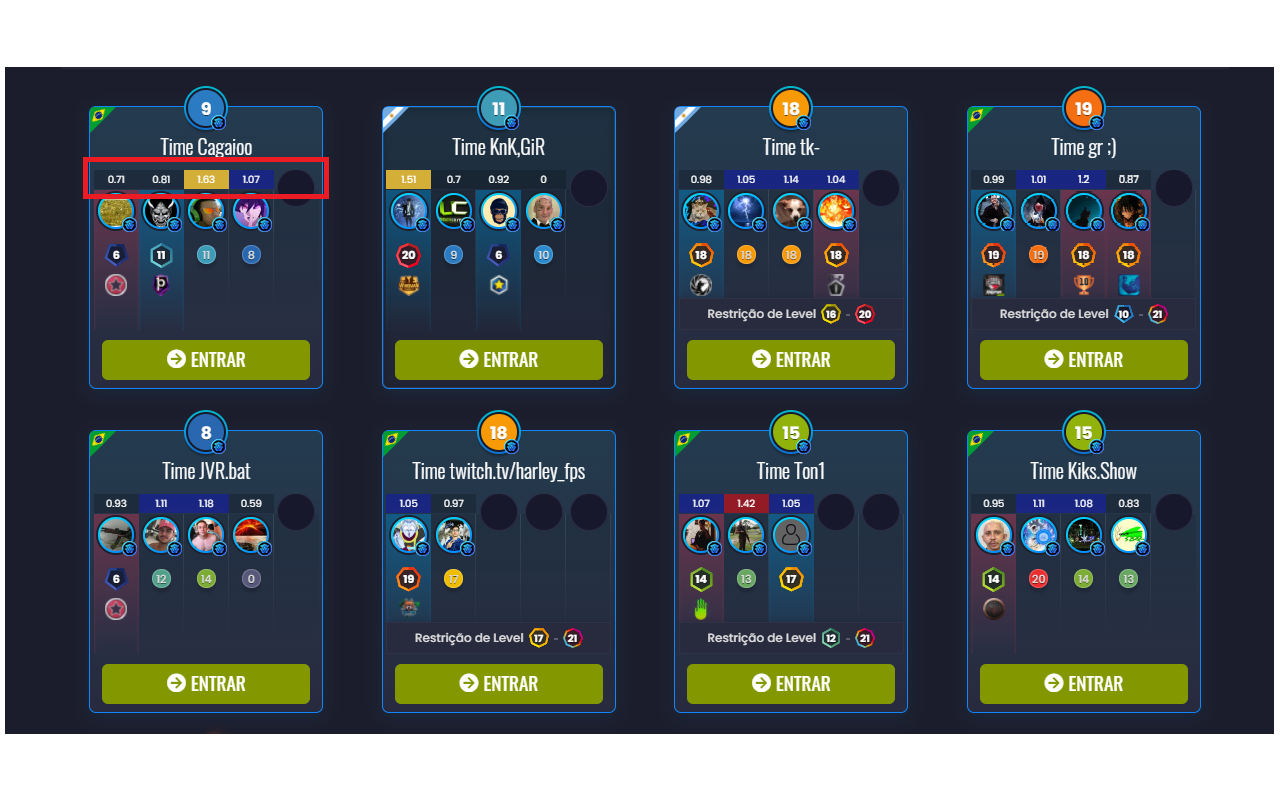 9 11 18 19
Time Cagaioo Time KnK,GiR Time tk- Time gr ;)
0.71 0.81 1.63 1.07 1.51 0.7 0.92 0 0.98 1.05 1.14 1.04 0.99 1.01 1.2 0.87
LC
6 11 11 8 20 9 6 10 18 18 18 18 19 19 18 18
P 10
Restrição de Level 16 - 20 Restrição de Level 10 - 21
ENTRAR ENTRAR ENTRAR ENTRAR
8 18 15 15
Time JVR.bat Time twitch.tv/harley_fps Time Ton1 Time Kiks.Show
0.93 1.11 1.18 0.59 1.05 0.97 1.07 1.42 1.05 0.95 1.11 1.08 0.83
6 12 14 0 19 17 14 13 17 14 20 14 13
Restrição de Level 17 - 21 Restrição de Level 12 - 21
ENTRAR ENTRAR ENTRAR ENTRAR